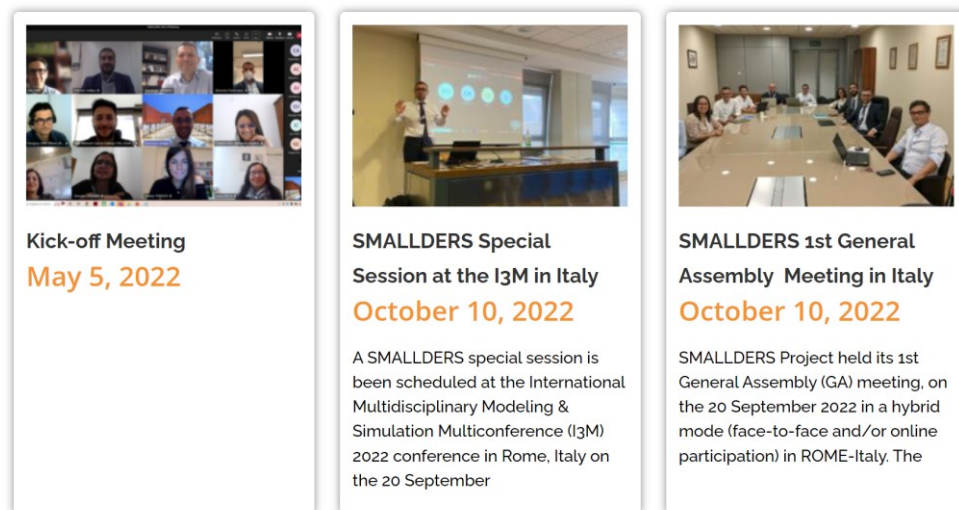 Kick-off Meeting
May 5, 2022
SMALLDERS Special
Session at the I3M in Italy
October 10, 2022
A SMALLDERS special session is
been scheduled at the International
Multidisciplinary Modeling &
Simulation Multiconference (I3M)
2022 conference in Rome, Italy on
the 20 September
SMALLDERS 1st General
Assembly  Meeting in Italy
October 10, 2022
SMALLDERS Project held its 1st
General Assembly (GA) meeting, on
the 20 September 2022 in a hybrid
mode (face-to-face and/or online
participation) in ROME-Italy. The